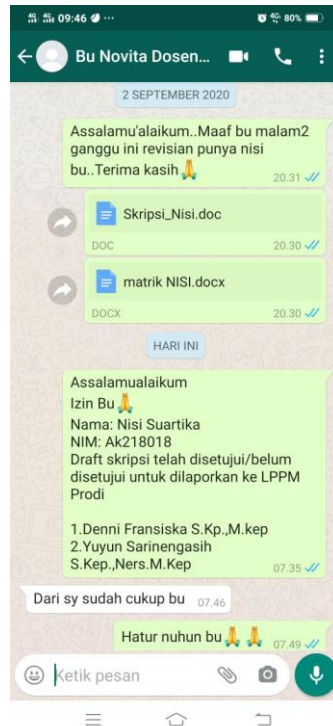 09:46
4G 80%
Bu Novita Dosen...
2 SEPTEMBER 2020
Assalamu'alaikum..Maaf bu malam2
ganggu ini revisian punya nisi
bu..Terima kasih🙏
20.31
Skripsi_Nisi.doc
DOC
20.30
matrik NISI.docx
DOCX
20.30
HARI INI
Assalamualaikum
Izin Bu🙏
Nama: Nisi Suartika
NIM: Ak218018
Draft skripsi telah disetujui/belum
disetujui untuk dilaporkan ke LPPM
Prodi
1.Denni Fransiska S.Kp.,M.kep
2.Yuyun Sarinengasih
S.Kep.,Ners.M.Kep
07.35
Dari sy sudah cukup bu 07.46
Hatur nuhun bu🙏🙏 07.49
Ketik pesan